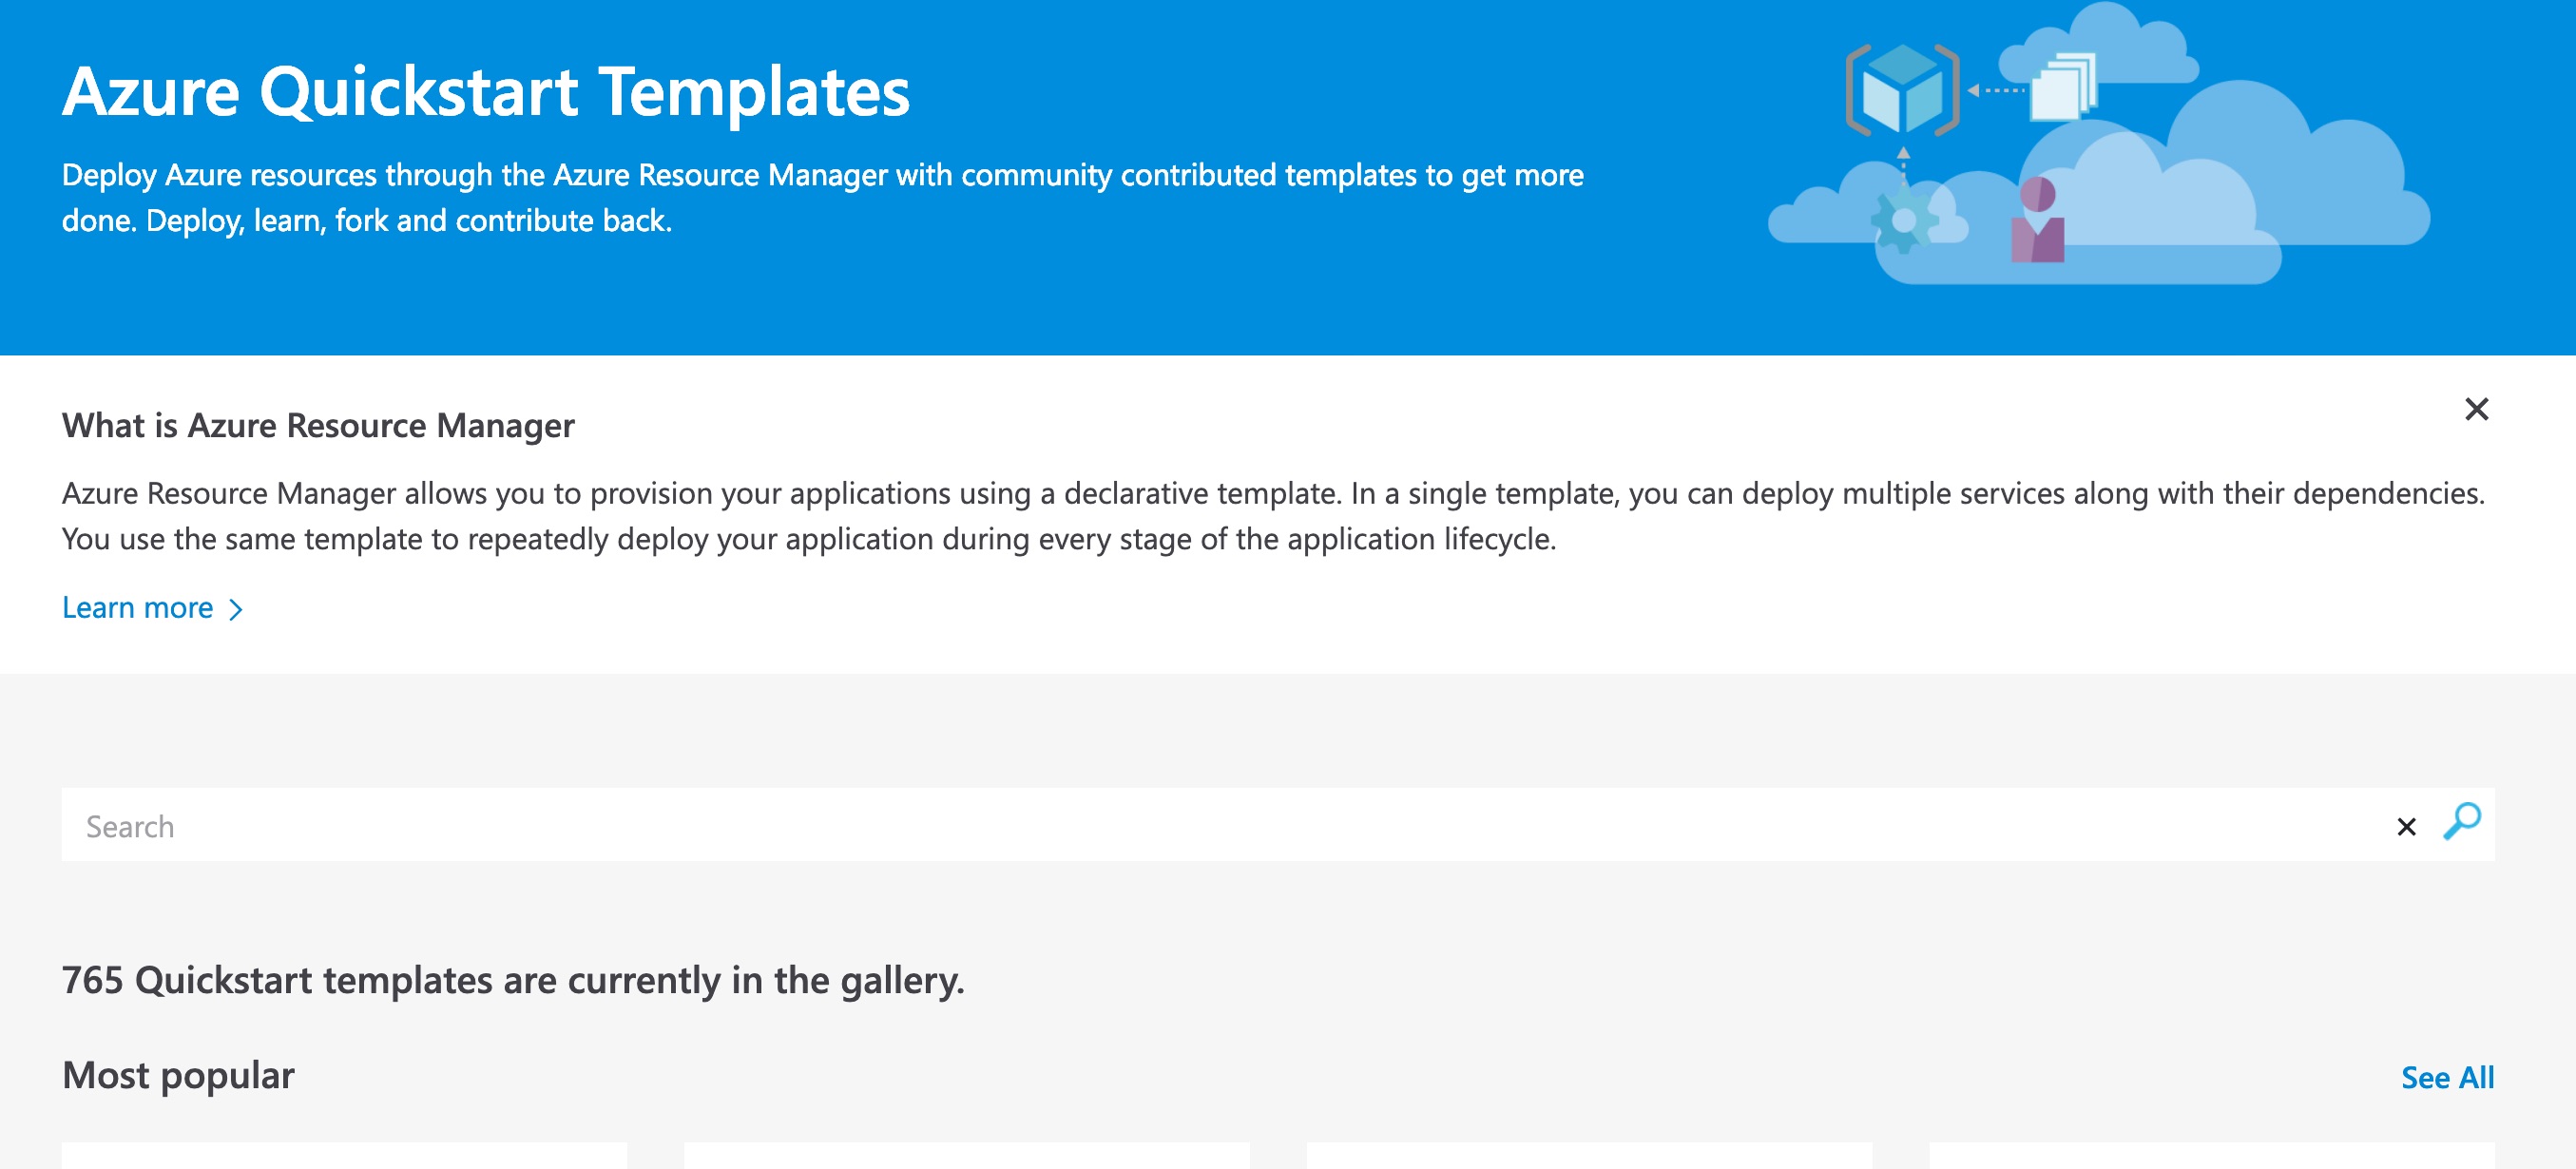 Azure Quickstart Templates
Deploy Azure resources through the Azure Resource Manager with community contributed templates to get more
done. Deploy, learn, fork and contribute back.
What is Azure Resource Manager
Azure Resource Manager allows you to provision your applications using a declarative template. In a single template, you can deploy multiple services along with their dependencies.
You use the same template to repeatedly deploy your application during every stage of the application lifecycle.
Learn more
Search
765 Quickstart templates are currently in the gallery.
Most popular
See All